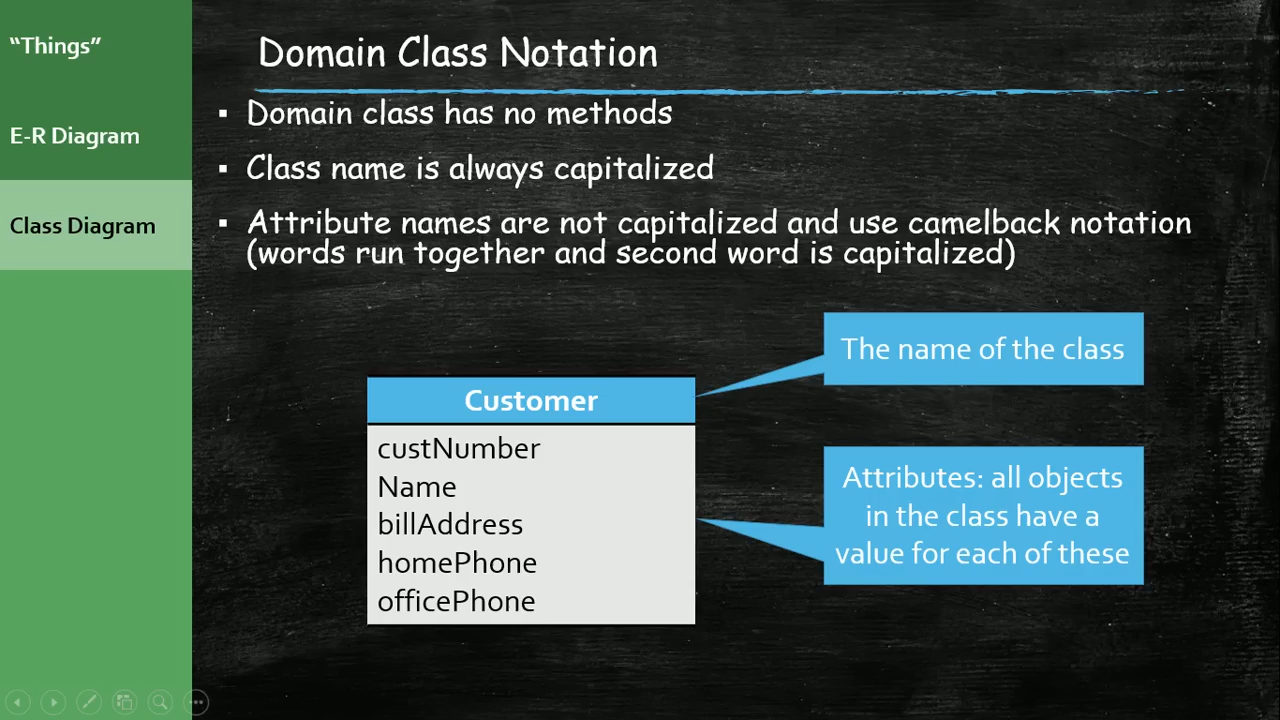 “Things”
E-R Diagram
Class Diagram
Domain Class Notation
▪ Domain class has no methods
▪ Class name is always capitalized
▪ Attribute names are not capitalized and use camelback notation
(words run together and second word is capitalized)
The name of the class
Customer
custNumber
Name
billAddress
homePhone
officePhone
Attributes: all objects
in the class have a
value for each of these